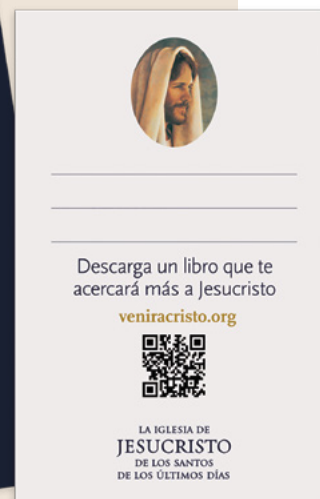 Descarga un libro que te
acercará más a Jesucristo
veniracristo.org
LA IGLESIA DE
JESUCRISTO
DE LOS SANTOS
DE LOS ÚLTIMOS DÍAS